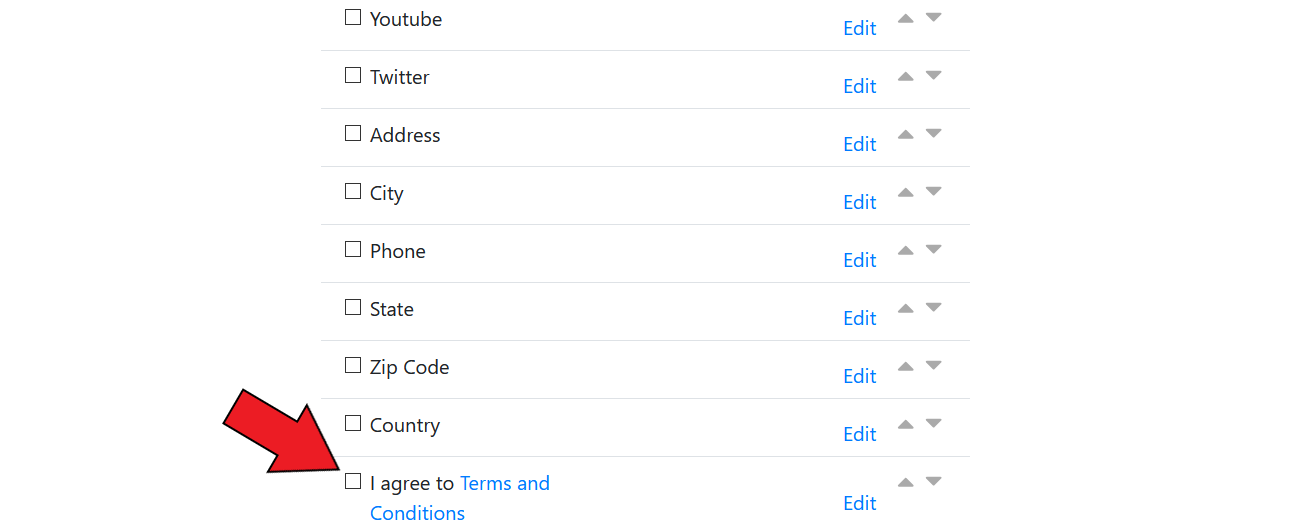 Youtube
Edit
Twitter
Edit
Address
Edit
City
Edit
Phone
Edit
State
Edit
Zip Code
Edit
Country
Edit
I agree to Terms and
Conditions
Edit